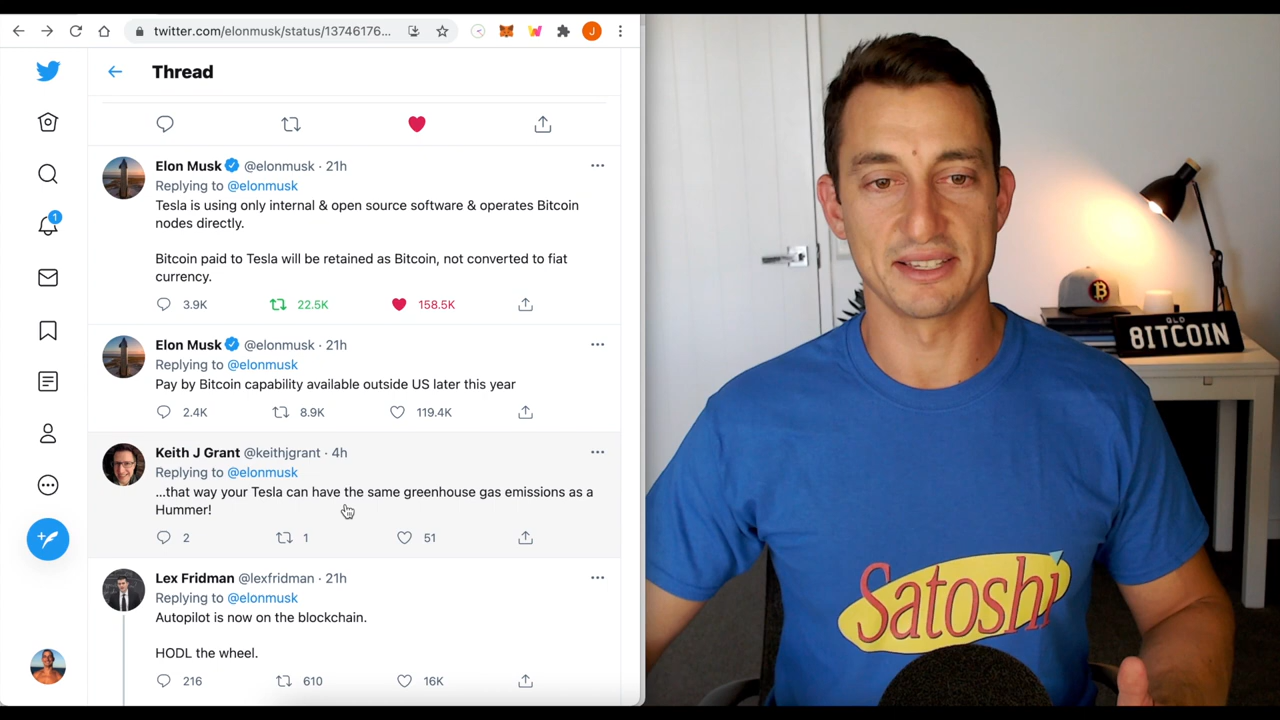 twitter.com/elonmusk/status/13746176...
J
Thread
Elon Musk @elonmusk · 21h
Replying to @elonmusk
Tesla is using only internal & open source software & operates Bitcoin
nodes directly.
Bitcoin paid to Tesla will be retained as Bitcoin, not converted to fiat
currency.
3.9K 22.5K 158.5K
1
Elon Musk @elonmusk · 21h
Replying to @elonmusk
Pay by Bitcoin capability available outside US later this year
2.4K 8.9K 119.4K
Keith J Grant @keithjgrant · 4h
Replying to @elonmusk
...that way your Tesla can have the same greenhouse gas emissions as a
Hummer!
2 1 51
Lex Fridman @lexfridman · 21h
Replying to @elonmusk
Autopilot is now on the blockchain.
HODL the wheel.
216 610 16K
B
QLD
8ITCOIN
Satoshi